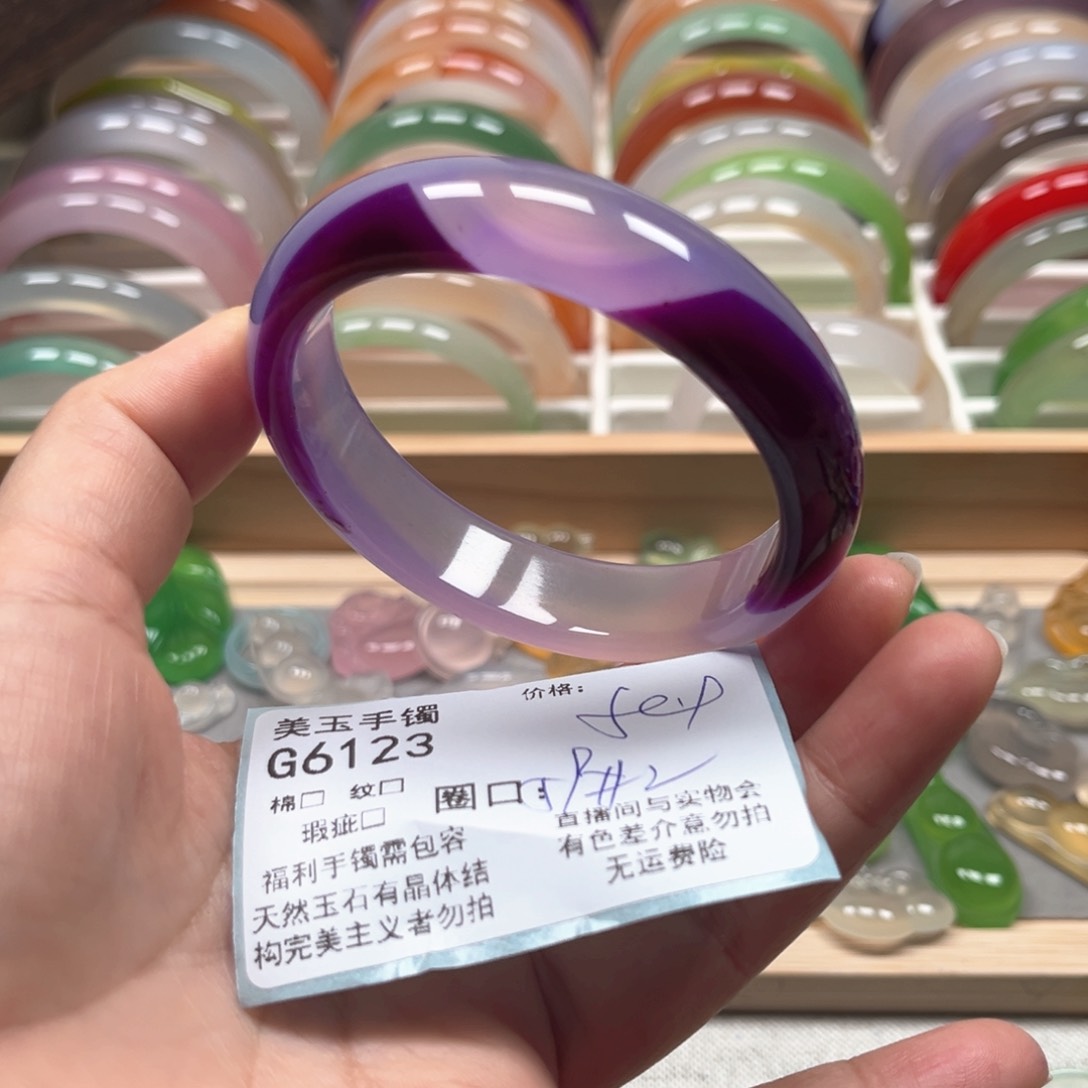 美玉手镯
价格：
G6123
棉□ 纹□
瑕疵□
圈口：
福利手镯需包容
天然玉石有晶体结
构完美主义者勿拍
直播间与实物会
有色差介意勿拍
无运费险